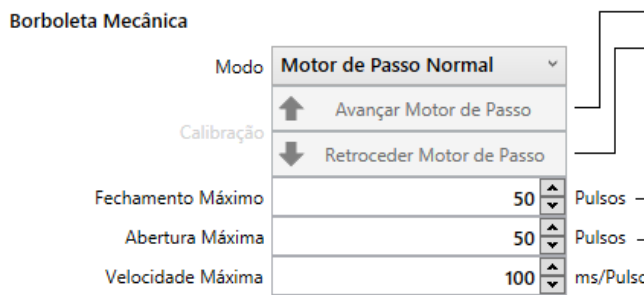 Borboleta Mecânica
Modo Motor de Passo Normal
Avançar Motor de Passo
Calibração
Retroceder Motor de Passo
Fechamento Máximo 50 Pulsos
Abertura Máxima 50 Pulsos
Velocidade Máxima 100 ms/Pulso